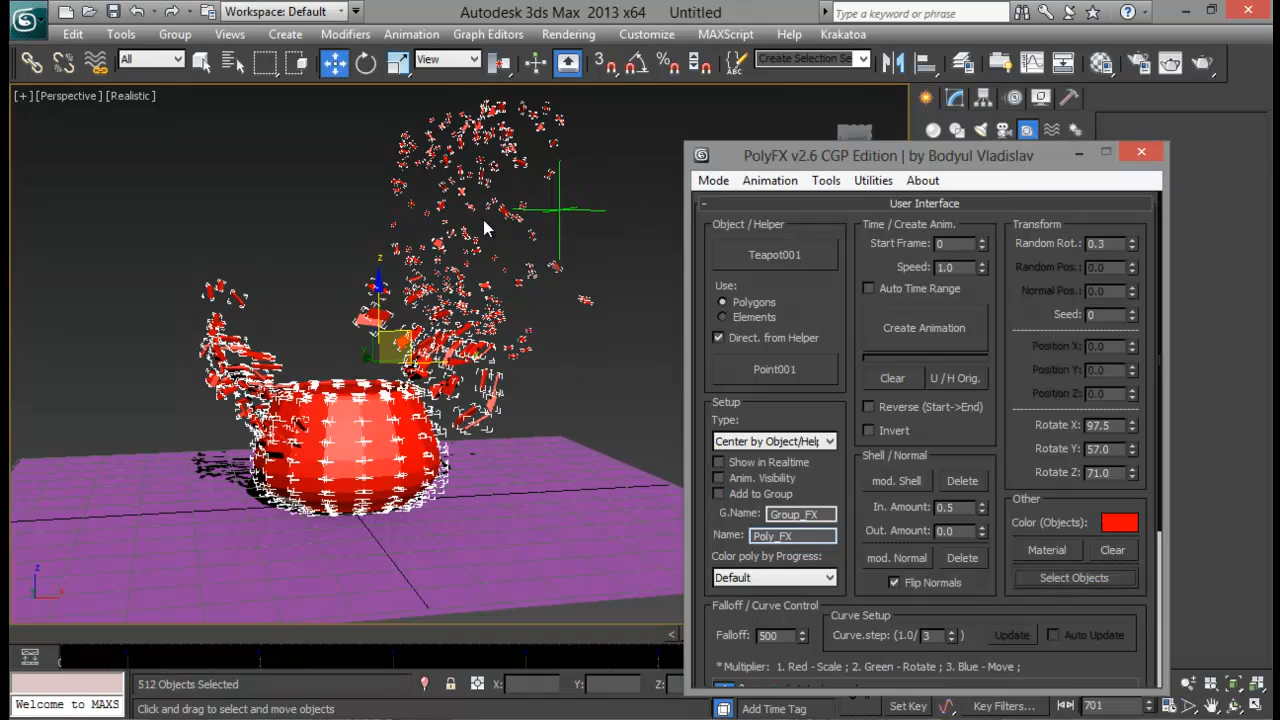 Workspace: Default
Autodesk 3ds Max 2013 x64 Untitled
Type a keyword or phrase
Edit Tools Group Views Create Modifiers Animation Graph Editors Rendering Customize MAXScript Help Krakatoa
All
View
3
Create Selection Se
[+] [Perspective] [Realistic]
PolyFX v2.6 CGP Edition | by Bodyul Vladislav
Mode Animation Tools Utilities About
- User Interface
Object / Helper
Teapot001
Use:
Polygons
Elements
Direct. from Helper
Point001
Setup
Type:
Center by Object/Help
Show in Realtime
Anim. Visibility
Add to Group
G.Name: Group_FX
Name: Poly_FX
Color poly by Progress:
Default
Time / Create Anim.
Start Frame: 0
Speed: 1.0
Auto Time Range
Create Animation
Clear U / H Orig.
Reverse (Start->End)
Invert
Shell / Normal
mod. Shell Delete
In. Amount: 0.5
Out. Amount: 0.0
mod. Normal Delete
Flip Normals
Transform
Random Rot.: 0.3
Random Pos.: 0.0
Normal Pos.: 0.0
Seed: 0
Position X: 0.0
Position Y: 0.0
Position Z: 0.0
Rotate X: 97.5
Rotate Y: 57.0
Rotate Z: 71.0
Other
Color (Objects):
Material Clear
Select Objects
Falloff / Curve Control
Falloff: 500
Curve Setup
Curve.step: (1.0/ 3 )
Update
Auto Update
*Multiplier: 1. Red - Scale ; 2. Green - Rotate ; 3. Blue - Move ;
z
x
z
x
<
512 Objects Selected
X:
Y:
Z:
Welcome to MAXS
Click and drag to select and move objects
Add Time Tag
Set Key
Key Filters...
701